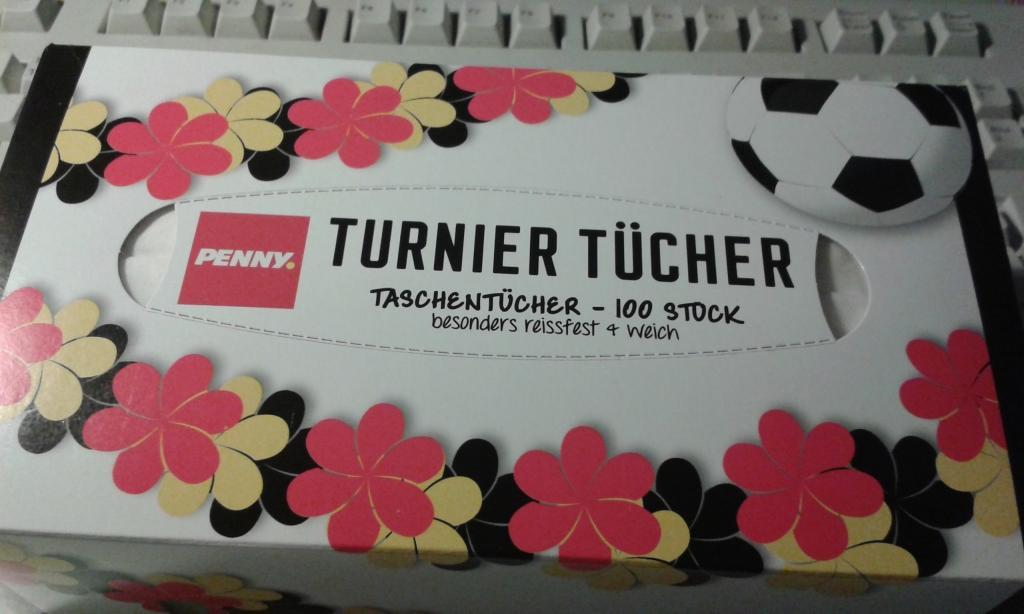 PENNY.
TURNIER TÜCHER
TASCHENTÜCHER - 100 STÜCK
besonders reissfest & weich